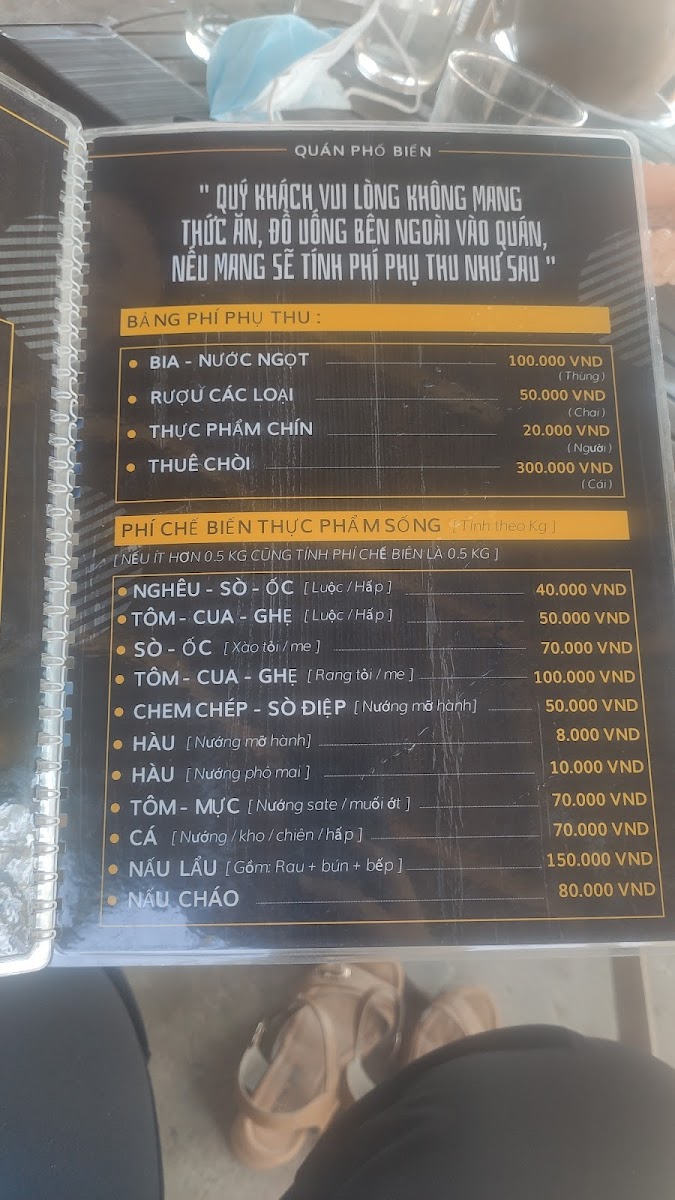 QUÁN PHỐ BIỂN
" QUÝ KHÁCH VUI LÒNG KHÔNG MANG
THỨC ĂN, ĐỒ UỐNG BÊN NGOÀI VÀO QUÁN,
NẾU MANG SẼ TÍNH PHÍ PHỤ THU NHƯ SAU "
BẢNG PHÍ PHỤ THU :
BIA - NƯỚC NGỌT 100.000 VND
(Thùng)
RƯỢU CÁC LOẠI 50.000 VND
(Chai)
THỰC PHẨM CHÍN 20.000 VND
(Người)
THUÊ CHÒI 300.000 VND
(Cái)
PHÍ CHẾ BIẾN THỰC PHẨM SỐNG [Tính theo Kg]
[ NẾU ÍT HƠN 0.5 KG CŨNG TÍNH PHÍ CHẾ BIẾN LÀ 0.5 KG ]
NGHÊU - SÒ - ỐC [ Luộc / Hấp ] 40.000 VND
TÔM - CUA - GHẸ [ Luộc / Hấp ] 50.000 VND
SÒ - ỐC [ Xào tỏi / me ] 70.000 VND
TÔM - CUA - GHẸ [ Rang tỏi / me ] 100.000 VND
CHEM CHÉP - SÒ ĐIỆP [ Nướng mỡ hành] 50.000 VND
HÀU [ Nướng mỡ hành] 8.000 VND
HÀU [ Nướng phô mai ] 10.000 VND
TÔM - MỰC [ Nướng sate / muối ớt ] 70.000 VND
CÁ [ Nướng / kho / chiên / hấp ] 70.000 VND
NẤU LẨU [ Gồm: Rau + bún + bếp ] 150.000 VND
NẤU CHÁO 80.000 VND